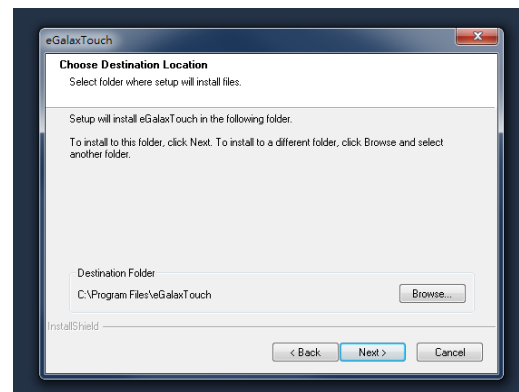 eGalaxTouch
Choose Destination Location
Select folder where setup will install files.
Setup will install eGalaxTouch in the following folder.
To install to this folder, click Next. To install to a different folder, click Browse and select
another folder.
Destination Folder
C:\Program Files\eGalaxTouch
Browse...
InstallShield
< Back
Next >
Cancel